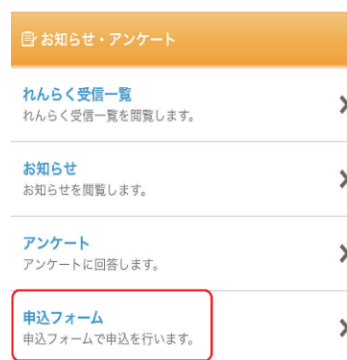 お知らせ・アンケート
れんらく受信一覧
れんらく受信一覧を閲覧します。
お知らせ
お知らせを閲覧します。
アンケート
アンケートに回答します。
申込フォーム
申込フォームで申込を行います。